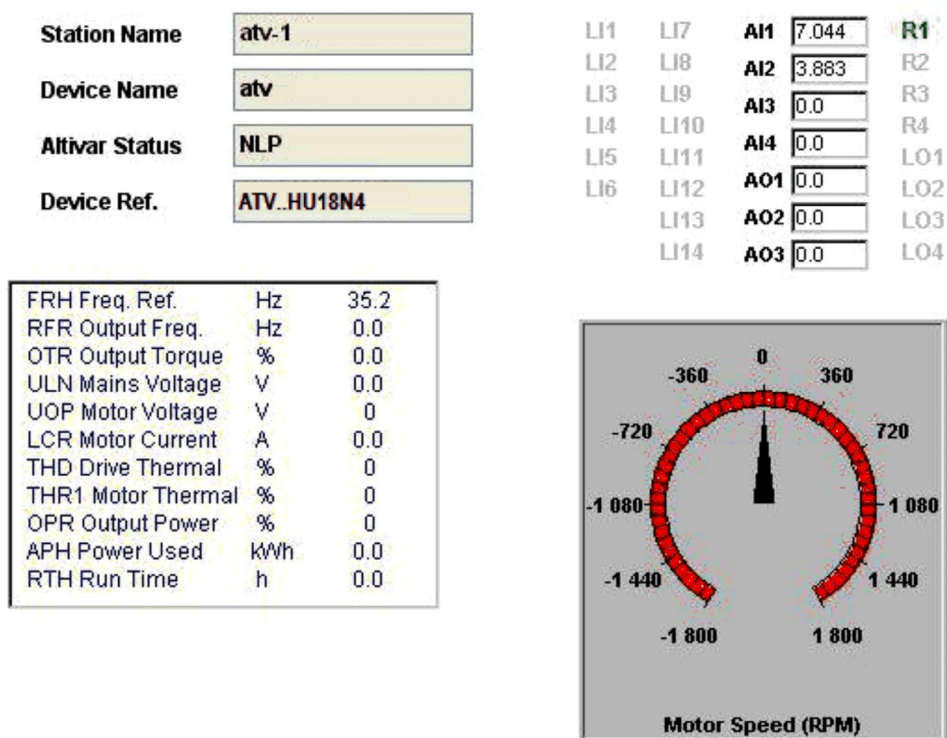 Station Name atv-1
Device Name atv
Altivar Status NLP
Device Ref. ATV..HU18N4
LI1 LI7 AI1 7.044 R1
LI2 LI8 AI2 3.883 R2
LI3 LI9 AI3 0.0 R3
LI4 LI10 AI4 0.0 R4
LI5 LI11 AO1 0.0 LO1
LI6 LI12 AO2 0.0 LO2
LI13 AO3 0.0 LO3
LI14 LO4
FRH Freq. Ref. Hz 35.2
RFR Output Freq. Hz 0.0
OTR Output Torque % 0.0
ULN Mains Voltage V 0.0
UOP Motor Voltage V 0
LCR Motor Current A 0.0
THD Drive Thermal % 0
THR1 Motor Thermal % 0
OPR Output Power % 0
APH Power Used kWh 0.0
RTH Run Time h 0.0
0
-360 360
-720 720
-1 080 1 080
-1 440 1 440
-1 800 1 800
Motor Speed (RPM)